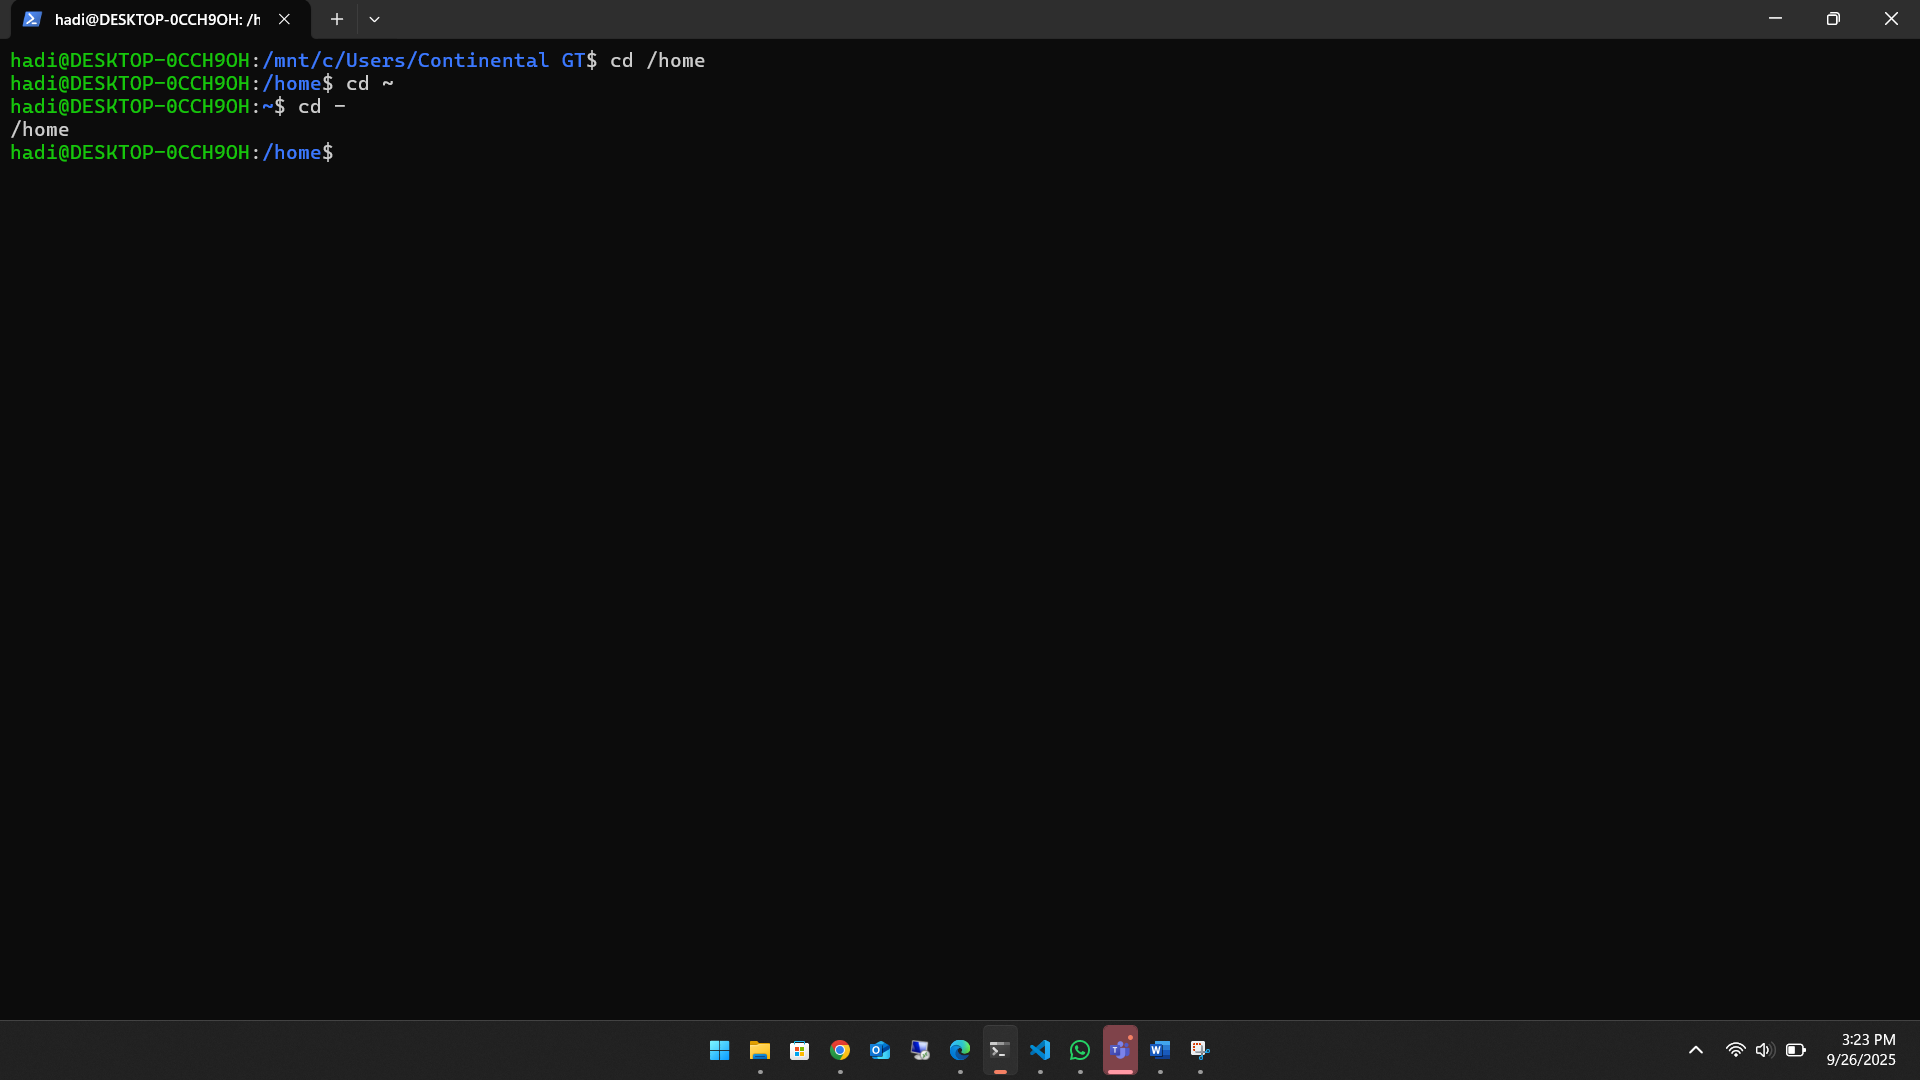 hadi@DESKTOP-0CCH9OH: /h
hadi@DESKTOP-0CCH9OH:/mnt/c/Users/Continental GT$ cd /home
hadi@DESKTOP-0CCH9OH:/home$ cd ~
hadi@DESKTOP-0CCH9OH:~$ cd -
/home
hadi@DESKTOP-0CCH9OH:/home$
3:23 PM
9/26/2025